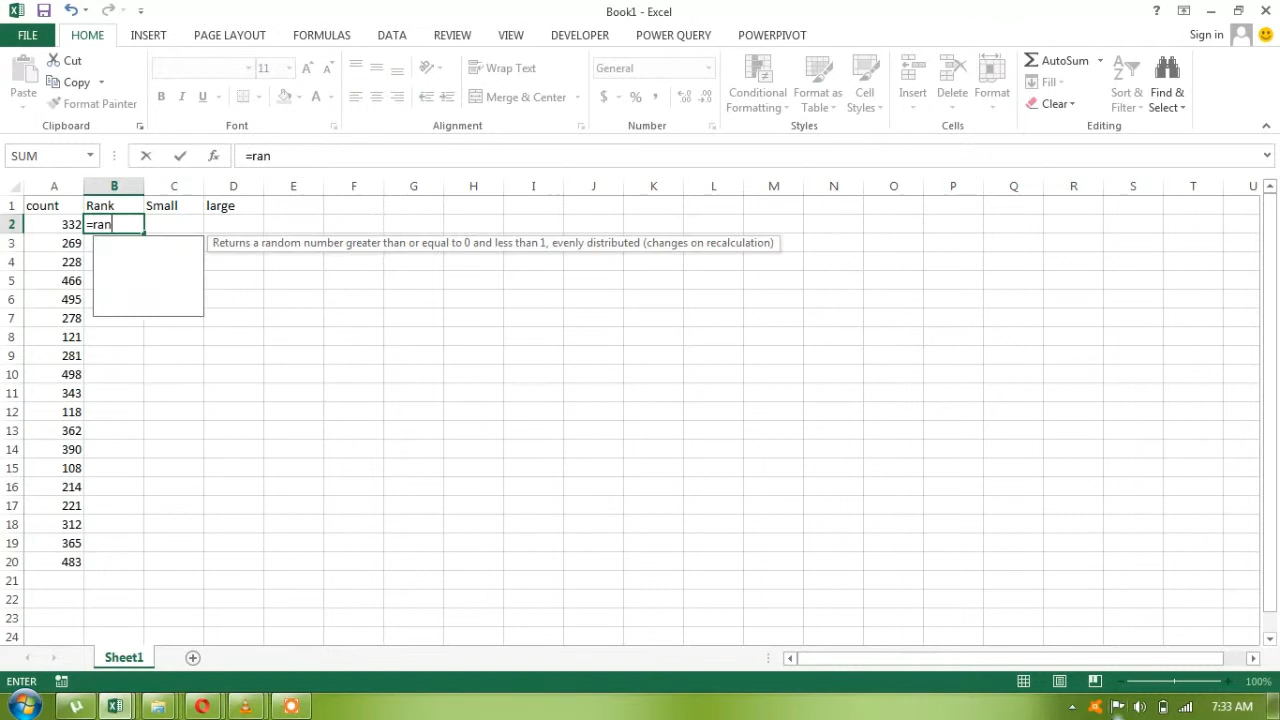 Book1 - Excel
?
FILE HOME INSERT PAGE LAYOUT FORMULAS DATA REVIEW VIEW DEVELOPER POWER QUERY POWERPIVOT Sign in
Paste
Cut
Copy
Format Painter
Clipboard
11 A A
B I U A
Font
Wrap Text
Merge & Center
Alignment
General
$ % ,
Number
Conditional Formatting
Format as Table
Cell Styles
Styles
Insert Delete Format
Cells
AutoSum
Fill
Clear
Sort & Filter
Find & Select
Editing
SUM fx =ran
A B C D E F G H I J K L M N O P Q R S T U
1 count Rank Small large
2 332 =ran
3 269 Returns a random number greater than or equal to 0 and less than 1, evenly distributed (changes on recalculation)
4 228
5 466
6 495
7 278
8 121
9 281
10 498
11 343
12 118
13 362
14 390
15 108
16 214
17 221
18 312
19 365
20 483
21
22
23
24
Sheet1
ENTER 100%
7:33 AM